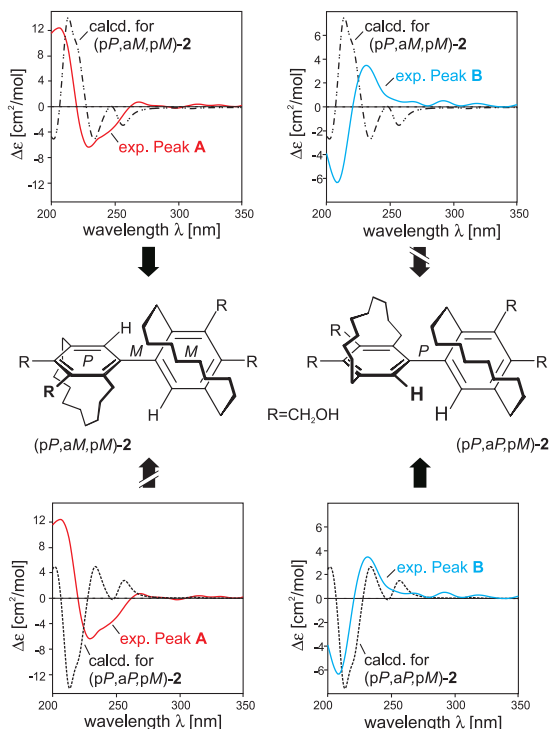 calcd. for
(pP,aM,pM)-2
exp. Peak A
Δε [cm²/mol]
12
8
4
0
-4
-8
-12
200 250 300 350
wavelength λ [nm]
calcd. for
(pP,aM,pM)-2
exp. Peak B
Δε [cm²/mol]
6
4
2
0
-2
-4
-6
200 250 300 350
wavelength λ [nm]
R
H
R
R P M M
R
R
H
(pP,aM,pM)-2
R=CH₂OH
R
R
R P
R
H
H
(pP,aP,pM)-2
Δε [cm²/mol]
12
8
4
0
-4
-8
-12
exp. Peak A
calcd. for
(pP,aP,pM)-2
200 250 300 350
wavelength λ [nm]
Δε [cm²/mol]
6
4
2
0
-2
-4
-6
exp. Peak B
calcd. for
(pP,aP,pM)-2
200 250 300 350
wavelength λ [nm]